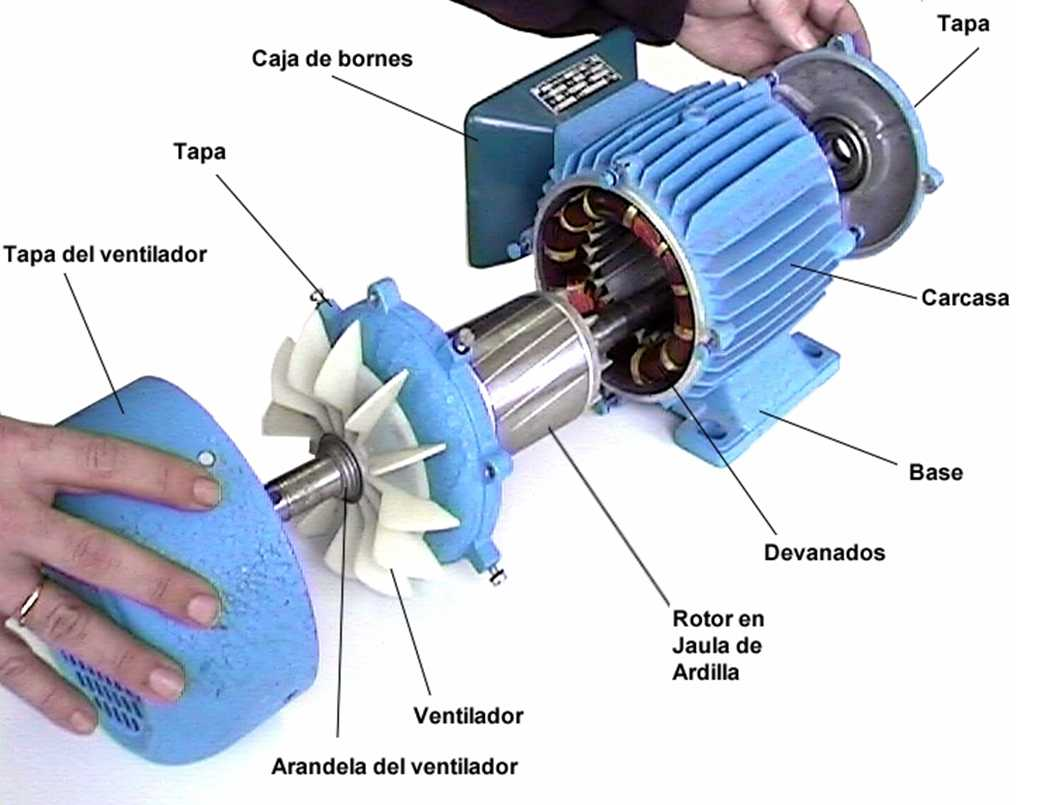 Tapa
Caja de bornes
Tapa
Tapa del ventilador
Carcasa
Base
Devanados
Rotor en
Jaula de
Ardilla
Ventilador
Arandela del ventilador